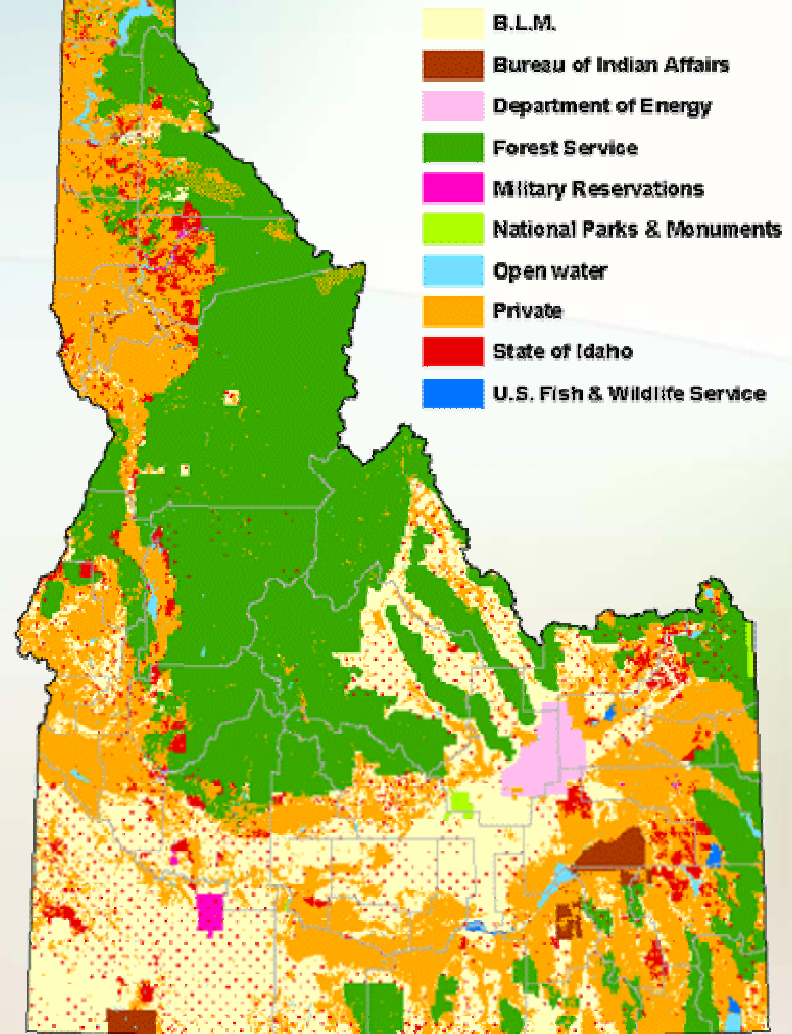 B.L.M.
Bureau of Indian Affairs
Department of Energy
Forest Service
Military Reservations
National Parks & Monuments
Open water
Private
State of Idaho
U.S. Fish & Wildlife Service